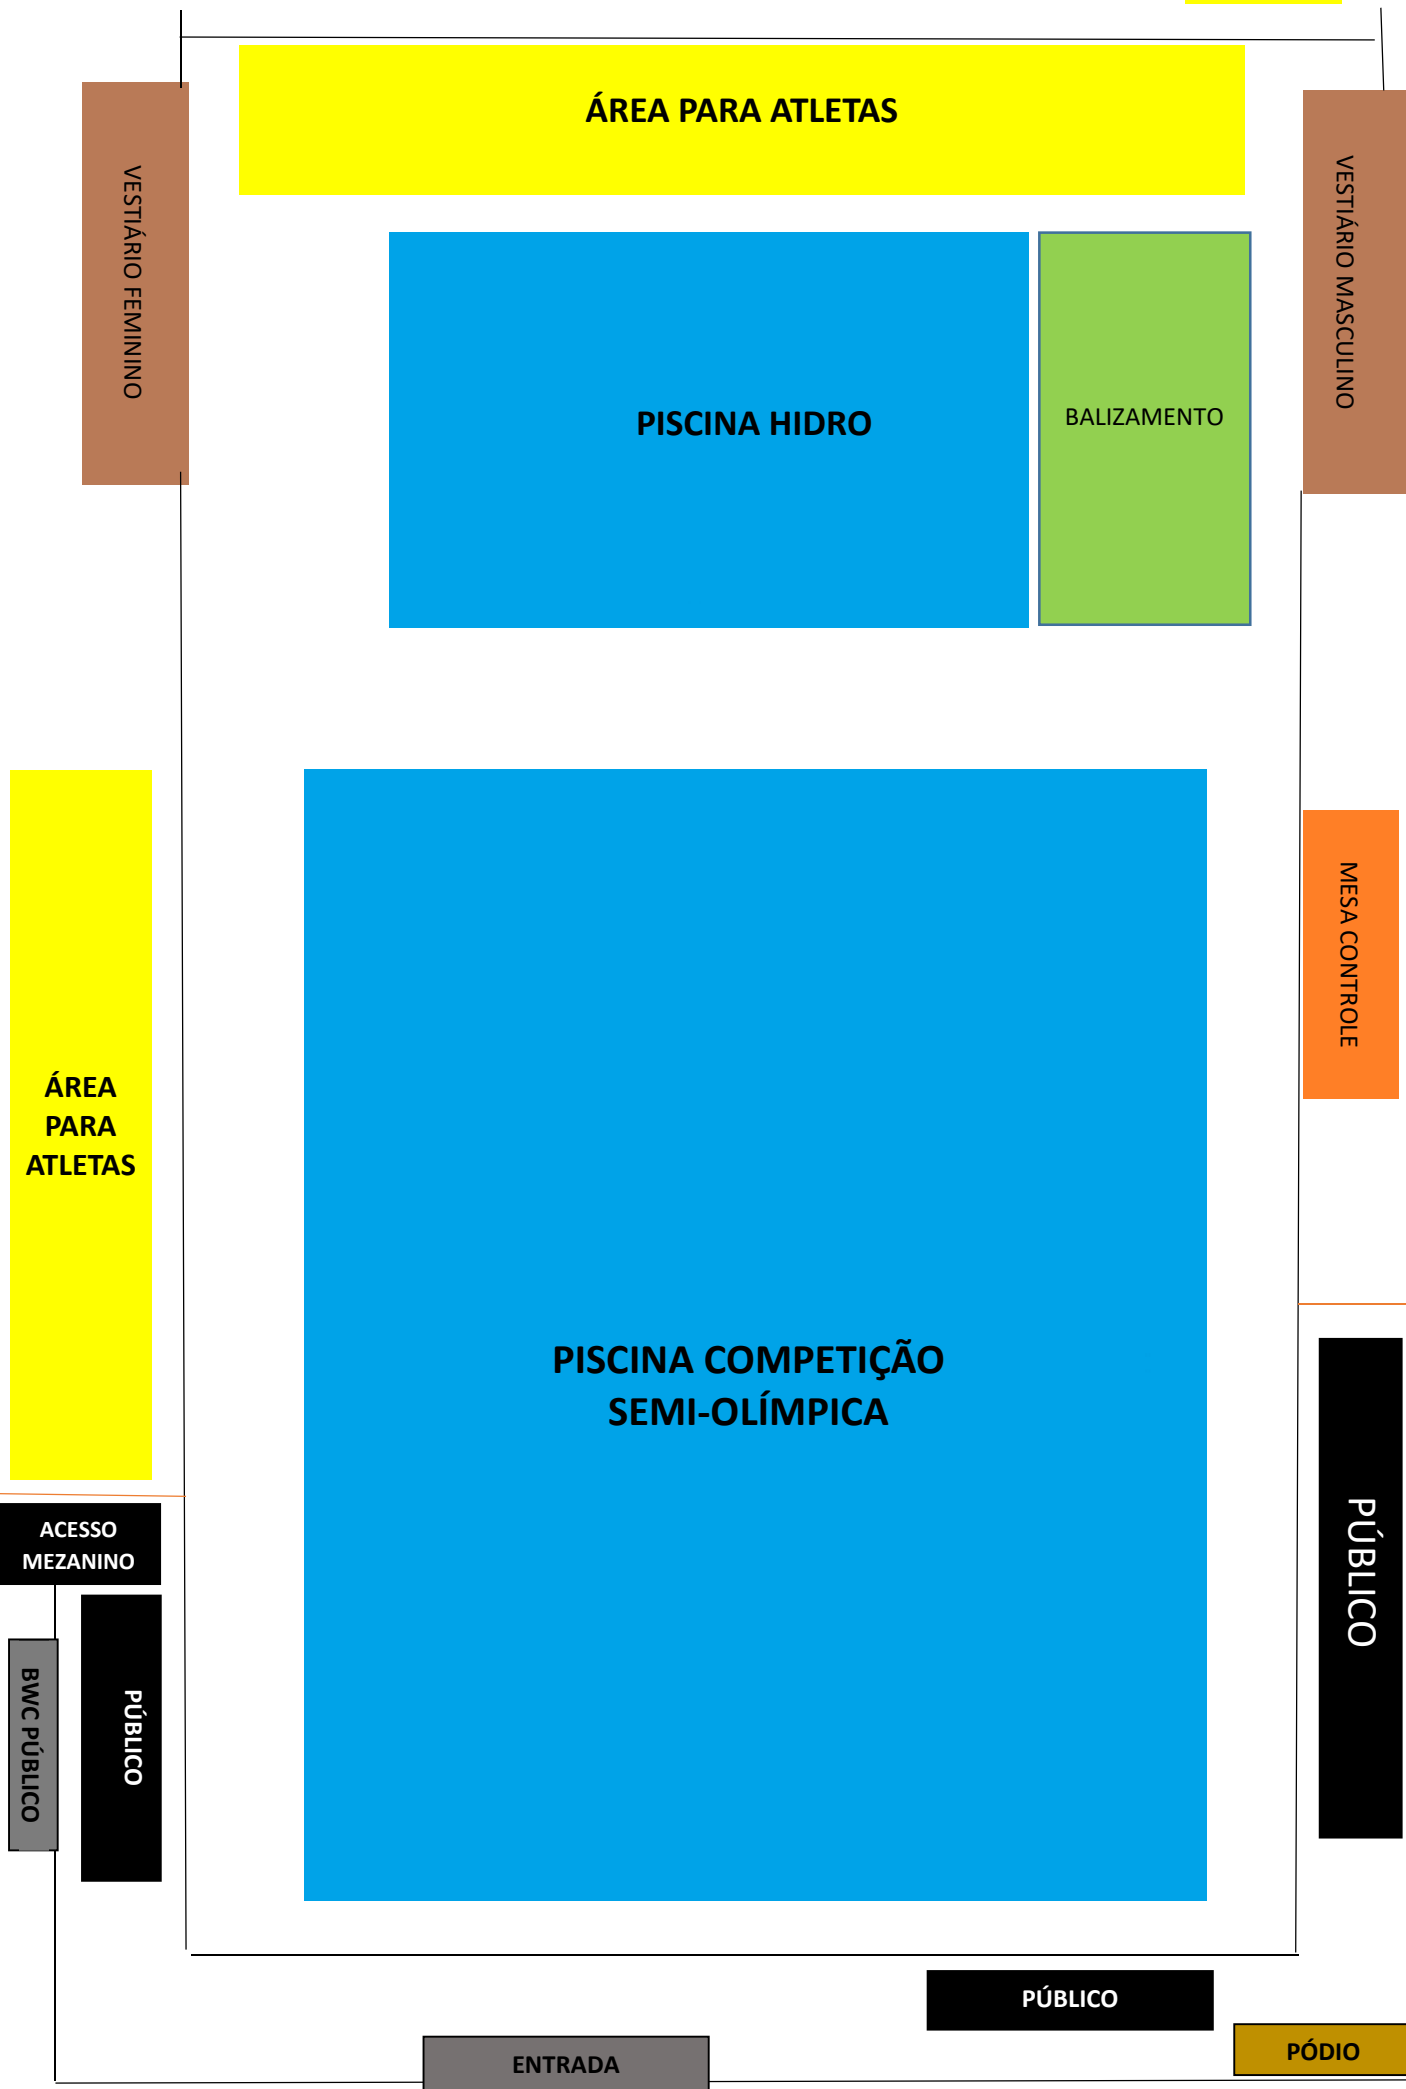 ÁREA PARA ATLETAS
VESTIÁRIO FEMININO
VESTIÁRIO MASCULINO
PISCINA HIDRO
BALIZAMENTO
MESA CONTROLE
ÁREA
PARA
ATLETAS
PISCINA COMPETIÇÃO
SEMI-OLÍMPICA
ACESSO
MEZANINO
PÚBLICO
BWC PÚBLICO
PÚBLICO
PÚBLICO
ENTRADA
PÓDIO